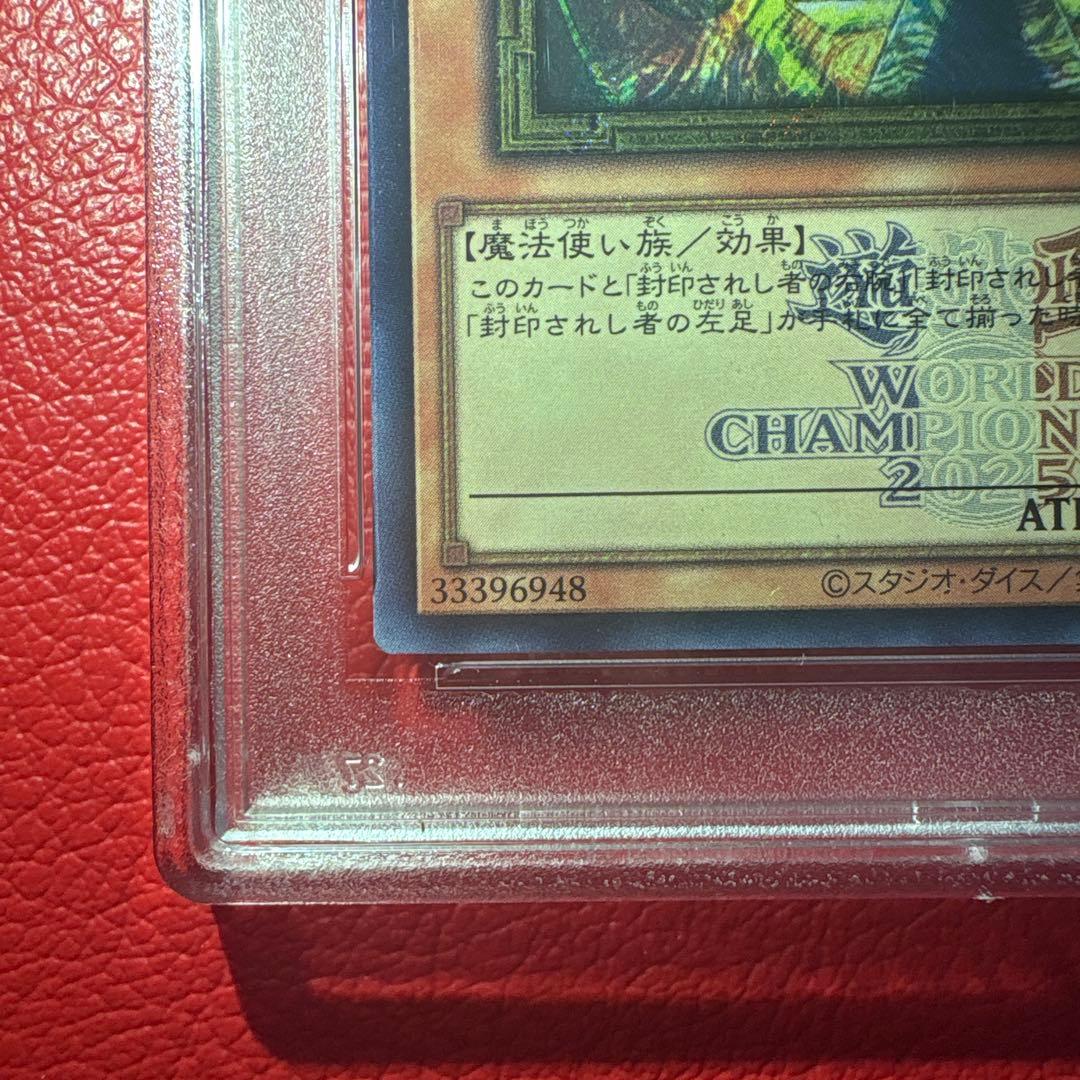 【魔法使い族／効果】
このカードと「封印されし者の右腕」「封印されし者
「封印されし者の左足」が手札に全て揃った時
WORLD
CHAMPION
2025
ATK
33396948
©スタジオ・ダイス／